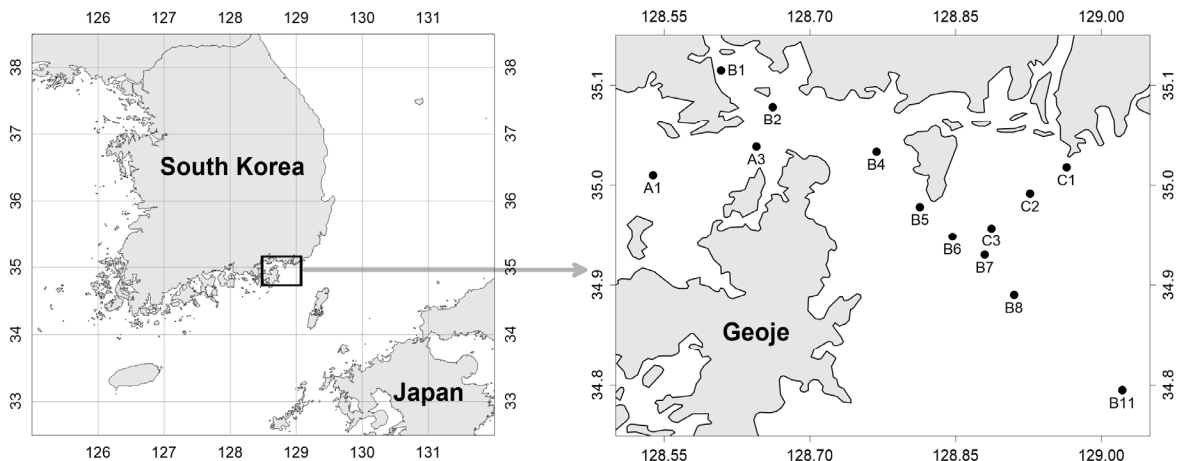 126 127 128 129 130 131
128.55 128.70 128.85 129.00
38 38
37 37
36 36
35 35
34 34
33 33
South Korea
Japan
126 127 128 129 130 131
35.1 35.1
35.0 35.0
34.9 34.9
34.8 34.8
B1
B2
A3
B4
A1
C1
C2
B5
C3
B6
B7
B8
Geoje
B11
128.55 128.70 128.85 129.00